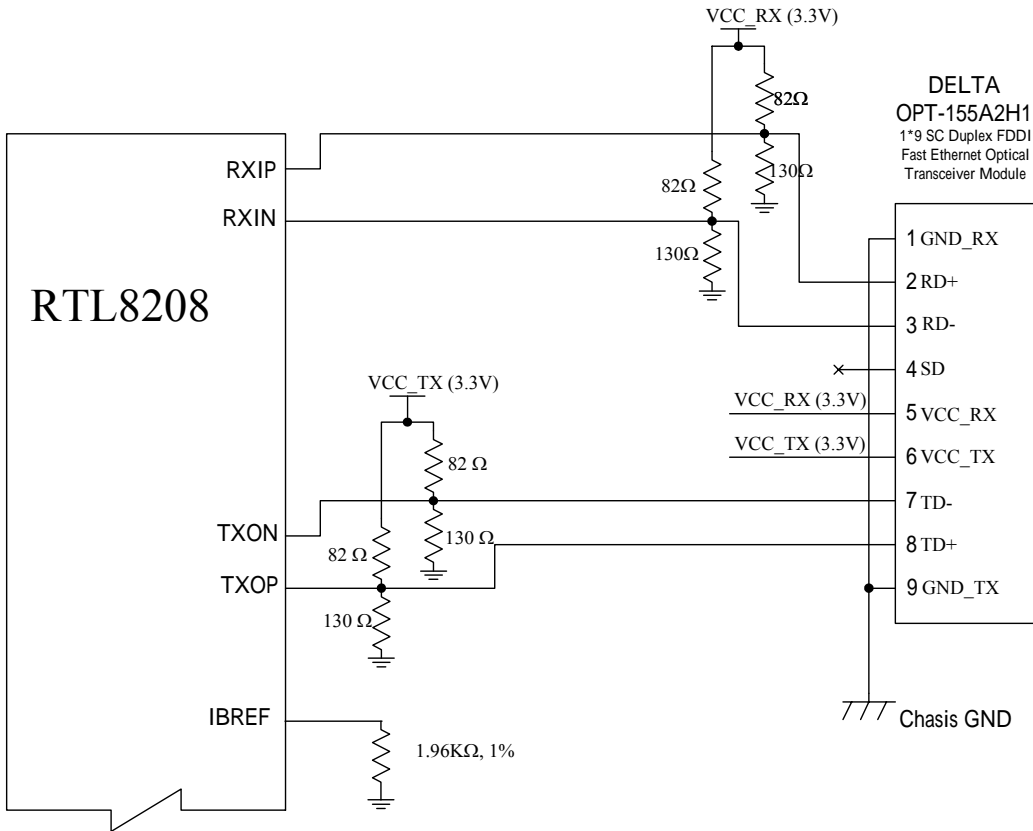 VCC_RX (3.3V)
82Ω
130Ω
82Ω
130Ω
DELTA
OPT-155A2H1
1*9 SC Duplex FDDI
Fast Ethernet Optical
Transceiver Module
RXIP
RXIN
RTL8208
1 GND_RX
2 RD+
3 RD-
4 SD
VCC_RX (3.3V)
5 VCC_RX
VCC_TX (3.3V)
6 VCC_TX
7 TD-
8 TD+
9 GND_TX
VCC_TX (3.3V)
82 Ω
130 Ω
82 Ω
130 Ω
TXON
TXOP
IBREF
1.96KΩ, 1%
Chasis GND